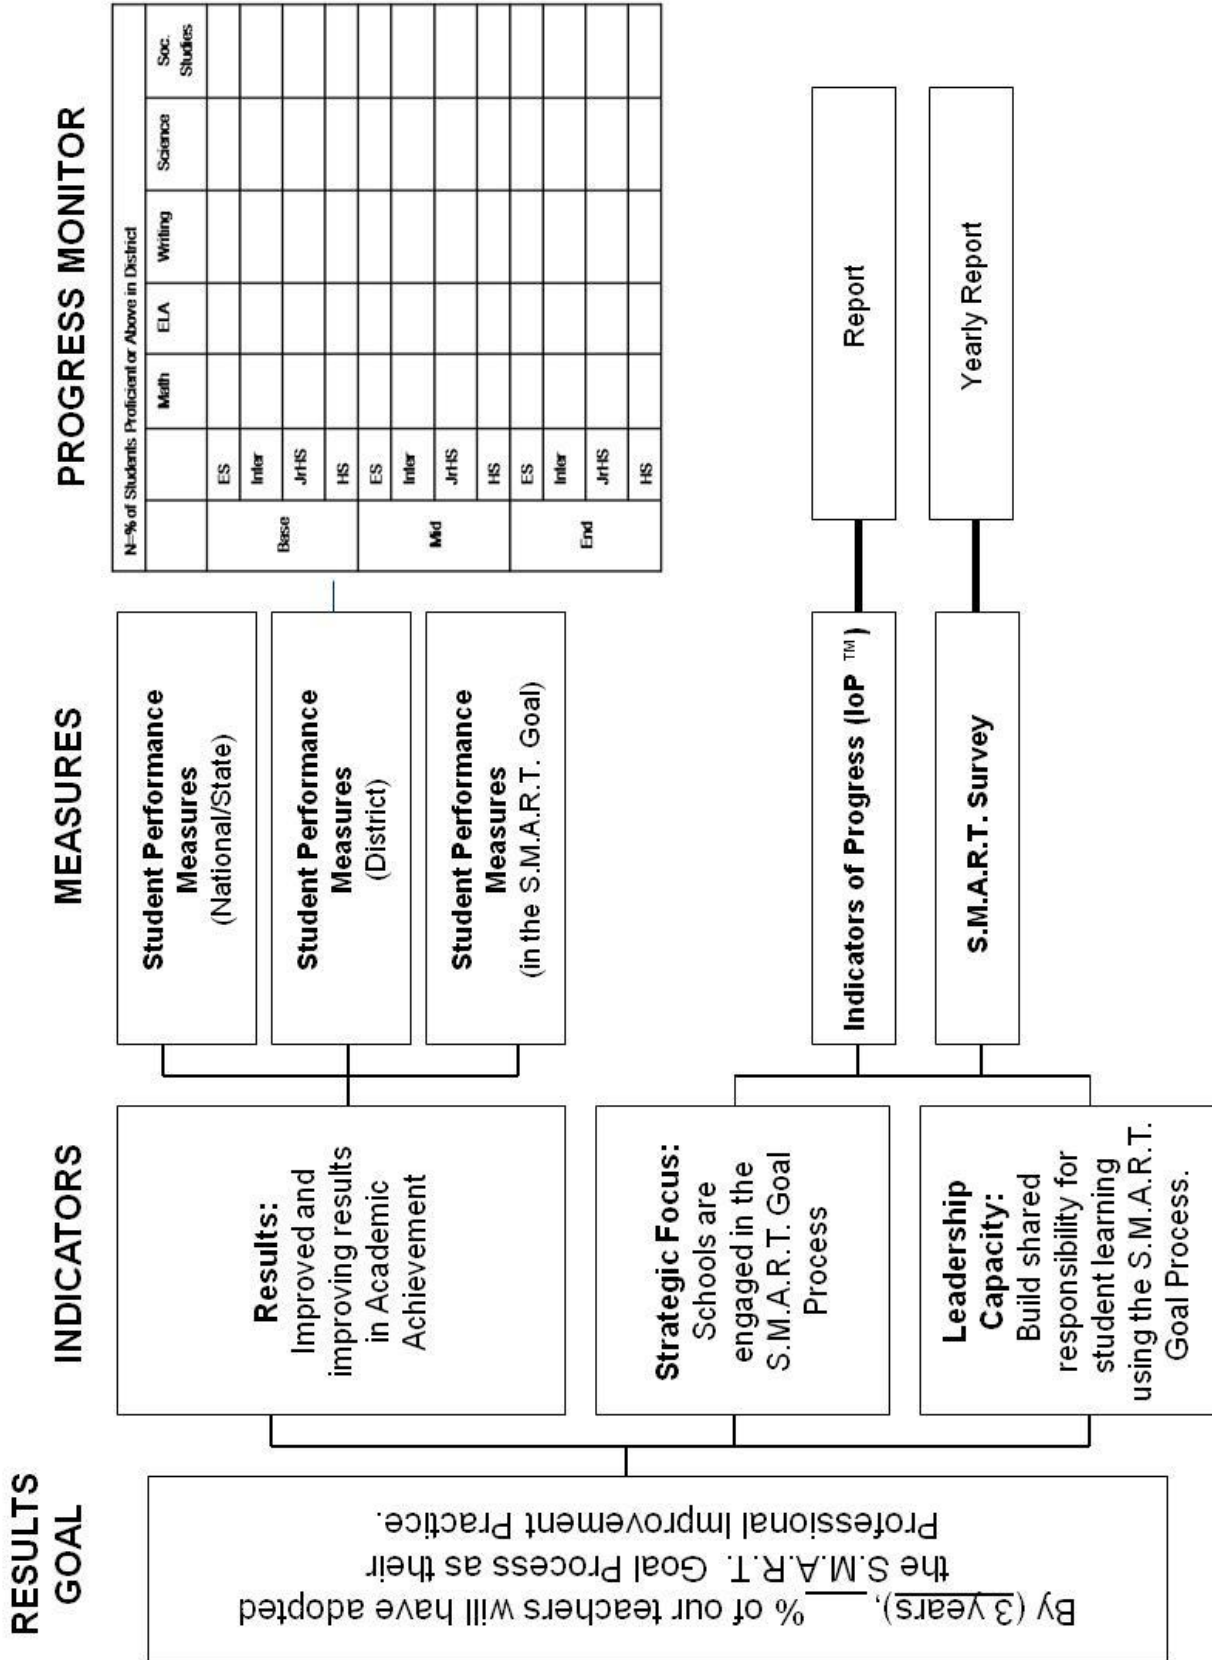 RESULTS
GOAL
INDICATORS
MEASURES
PROGRESS MONITOR
By (3 years), ____% of our teachers will have adopted
the S.M.A.R.T. Goal Process as their
Professional Improvement Practice.
Results:
Improved and
improving results
in Academic
Achievement
Strategic Focus:
Schools are
engaged in the
S.M.A.R.T. Goal
Process
Leadership
Capacity:
Build shared
responsibility for
student learning
using the S.M.A.R.T.
Goal Process.
Student Performance
Measures
(National/State)
Student Performance
Measures
(District)
Student Performance
Measures
(in the S.M.A.R.T. Goal)
Indicators of Progress (IoP ™)
S.M.A.R.T. Survey
N=% of Students Proficient or Above in District
Math ELA Writing Science Soc.
Studies
Base ES
Inter
JrHS
HS
Mid ES
Inter
JrHS
HS
End ES
Inter
JrHS
HS
Report
Yearly Report